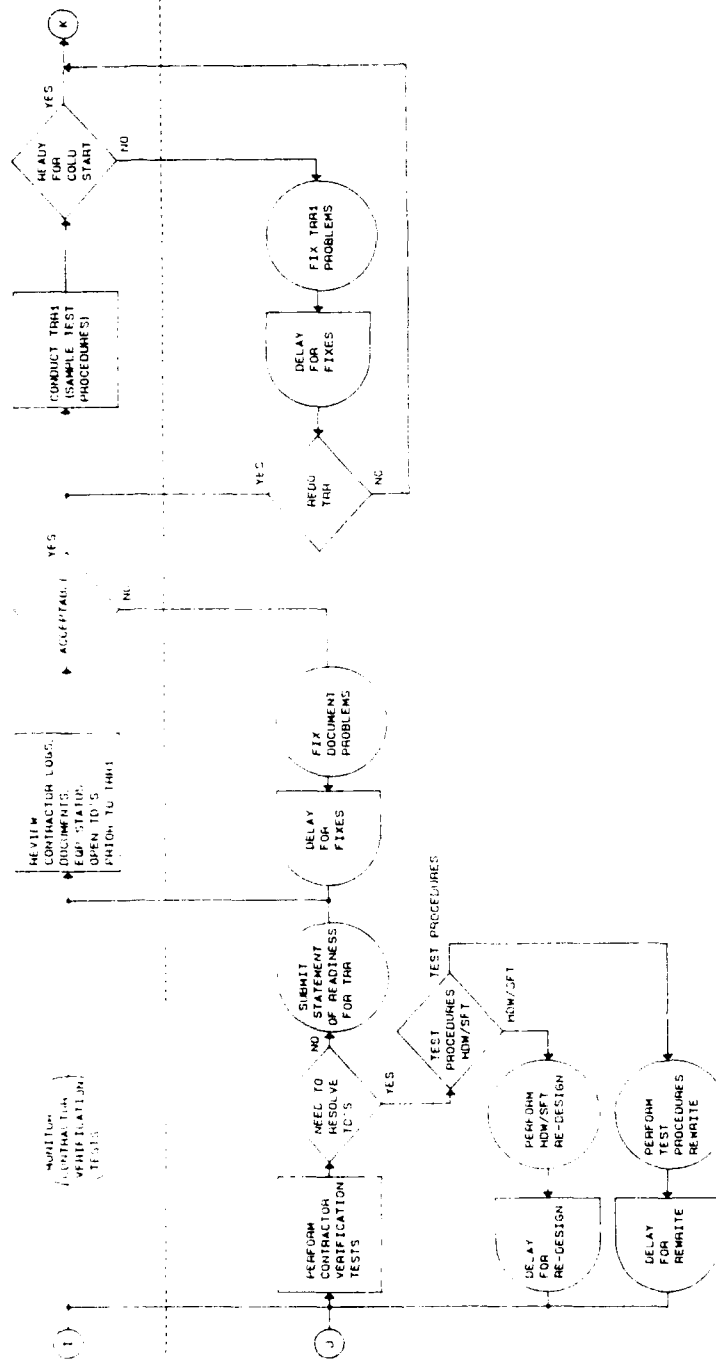 I
MONITOR
CONTRACTOR
VERIFICATION
TESTS
REVIEW
CONTRACTOR LOGS,
DOCUMENTS,
EQP STATUS
OPEN TD'S
PRIOR TO TRR1
ACCEPTABLE
YES
NO
CONDUCT TRR1
(SAMPLE TEST
PROCEDURES)
READY
FOR
COLD
START
YES
NO
K
J
PERFORM
CONTRACTOR
VERIFICATION
TESTS
NEED TO
RESOLVE
TD'S
NO
YES
SUBMIT
STATEMENT
OF READINESS
FOR TRR
DELAY
FOR
FIXES
FIX
DOCUMENT
PROBLEMS
REDO
TRR
YES
NO
DELAY
FOR
FIXES
FIX TRR1
PROBLEMS
TEST
PROCEDURES
HDW/SFT
TEST PROCEDURES
HDW/SFT
DELAY
FOR
RE-DESIGN
PERFORM
HDW/SFT
RE-DESIGN
DELAY
FOR
REWRITE
PERFORM
TEST
PROCEDURES
REWRITE